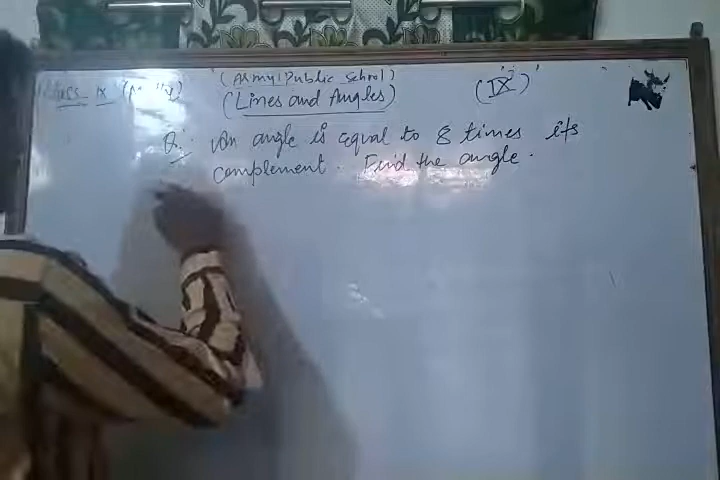 (Army Public School)
(Lines and Angles)
(IX)
Q. An angle is equal to 8 times its
complement. Find the angle.